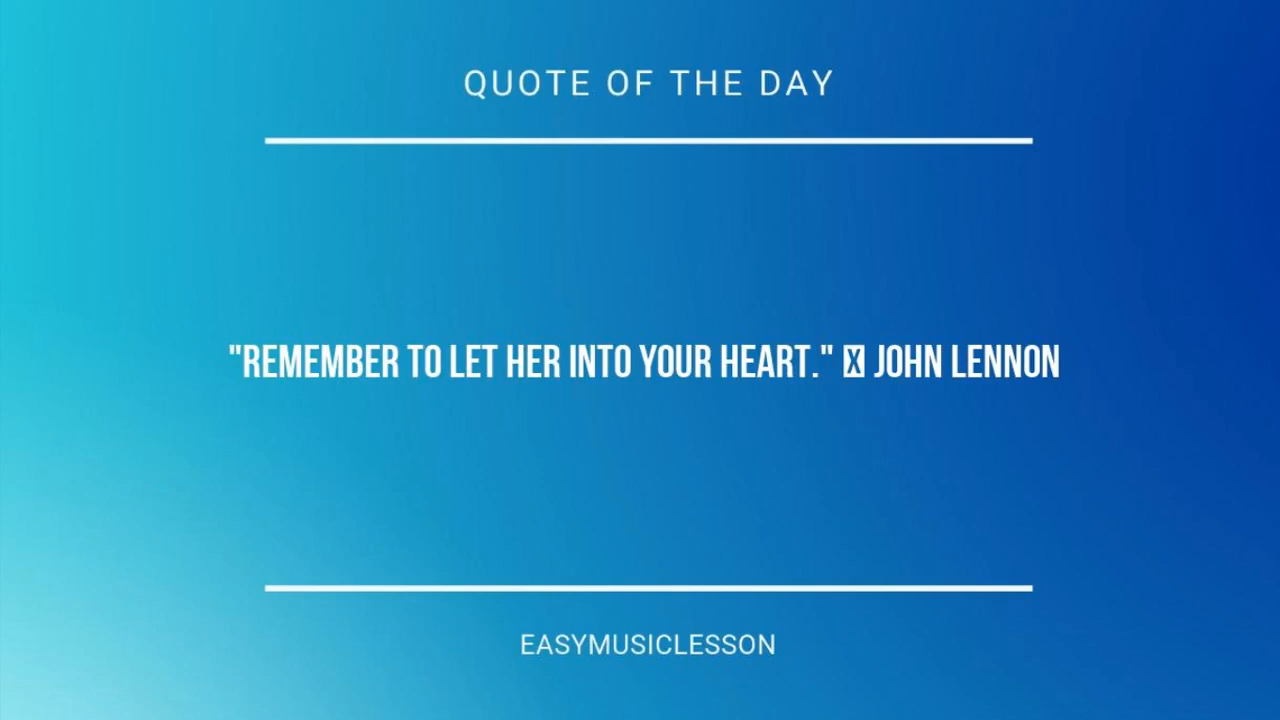 QUOTE OF THE DAY
"REMEMBER TO LET HER INTO YOUR HEART." ☒ JOHN LENNON
EASYMUSICLESSON